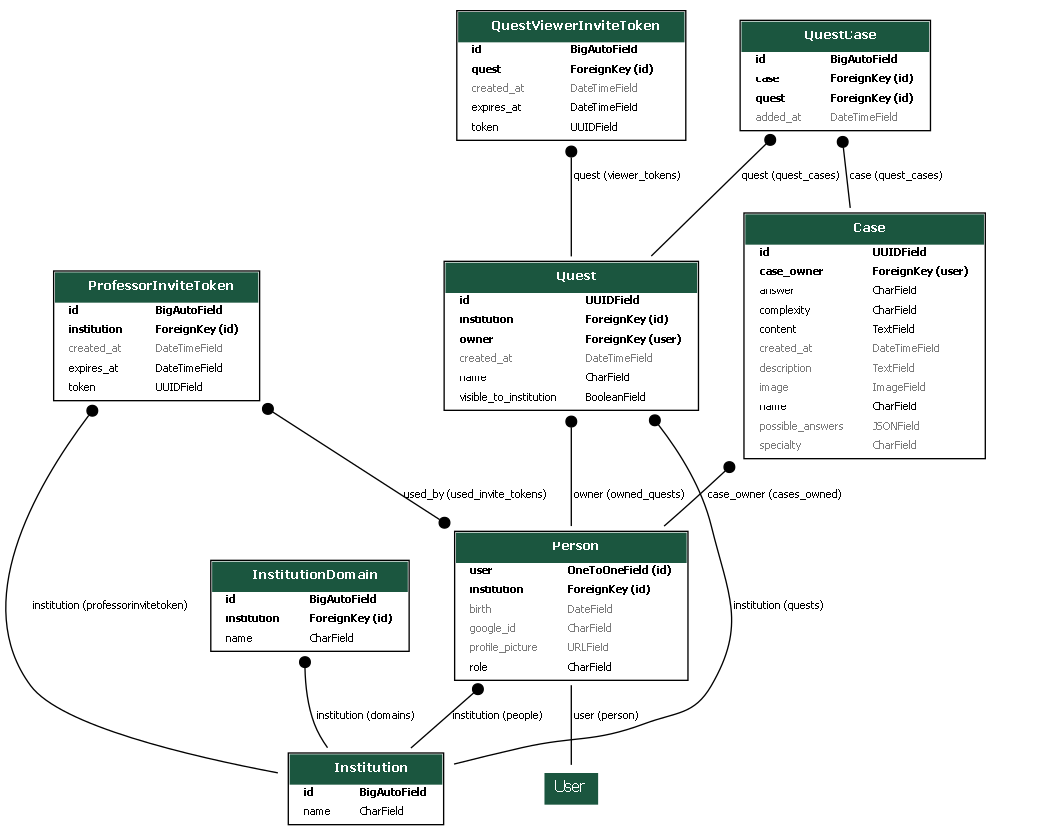 QuestViewerInviteToken
id BigAutoField
quest ForeignKey (id)
created_at DateTimeField
expires_at DateTimeField
token UUIDField
QuestCase
id BigAutoField
case ForeignKey (id)
quest ForeignKey (id)
added_at DateTimeField
quest (viewer_tokens)
quest (quest_cases)
case (quest_cases)
Case
id UUIDField
case_owner ForeignKey (user)
answer CharField
complexity CharField
content TextField
created_at DateTimeField
description TextField
image ImageField
name CharField
possible_answers JSONField
specialty CharField
ProfessorInviteToken
id BigAutoField
institution ForeignKey (id)
created_at DateTimeField
expires_at DateTimeField
token UUIDField
Quest
id UUIDField
institution ForeignKey (id)
owner ForeignKey (user)
created_at DateTimeField
name CharField
visible_to_institution BooleanField
used_by (used_invite_tokens)
owner (owned_quests)
case_owner (cases_owned)
Person
user OneToOneField (id)
institution ForeignKey (id)
birth DateField
google_id CharField
profile_picture URLField
role CharField
InstitutionDomain
id BigAutoField
institution ForeignKey (id)
name CharField
institution (professorinvitetoken)
institution (quests)
institution (domains)
institution (people)
user (person)
Institution
id BigAutoField
name CharField
User